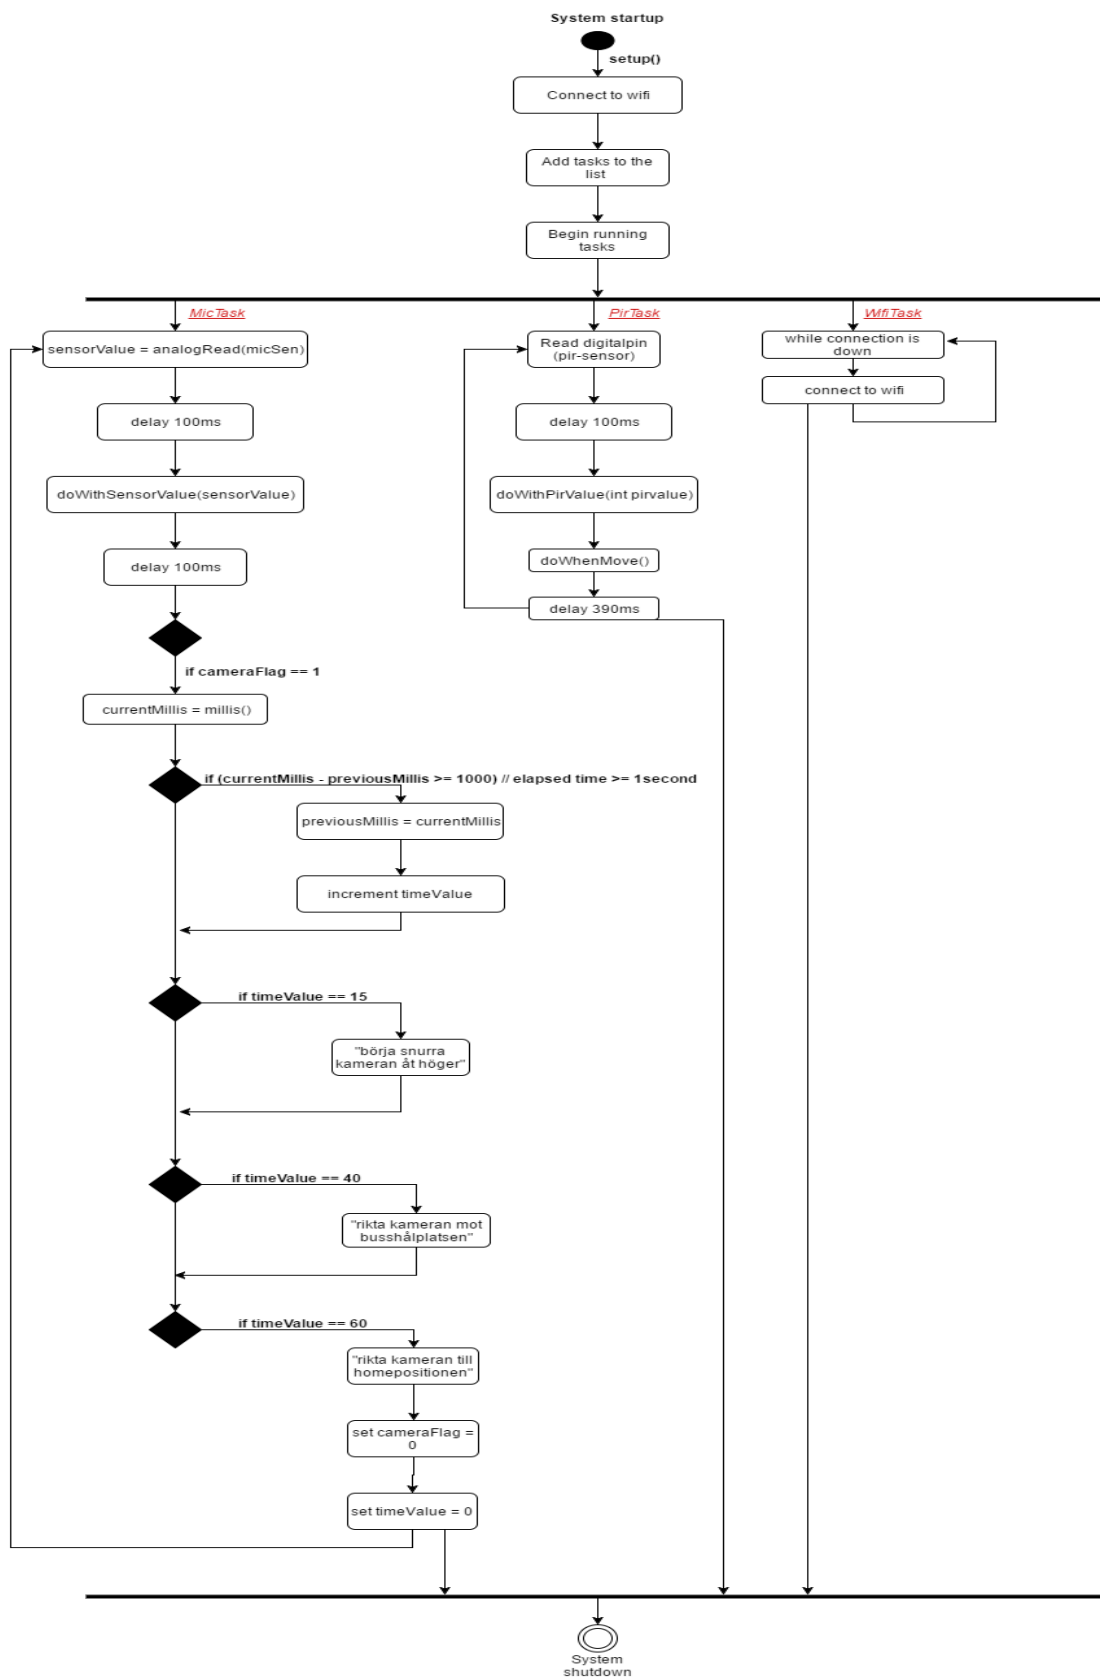 System startup
setup()
Connect to wifi
Add tasks to the
list
Begin running
tasks
MicTask
sensorValue = analogRead(micSen)
delay 100ms
doWithSensorValue(sensorValue)
delay 100ms
if cameraFlag == 1
currentMillis = millis()
if (currentMillis - previousMillis >= 1000) // elapsed time >= 1second
previousMillis = currentMillis
increment timeValue
if timeValue == 15
"börja snurra
kameran åt höger"
if timeValue == 40
"rikta kameran mot
busshålplatsen"
if timeValue == 60
"rikta kameran till
homepositionen"
set cameraFlag =
0
set timeValue = 0
PirTask
Read digitalpin
(pir-sensor)
delay 100ms
doWithPirValue(int pirvalue)
doWhenMove()
delay 390ms
WifiTask
while connection is
down
connect to wifi
System
shutdown